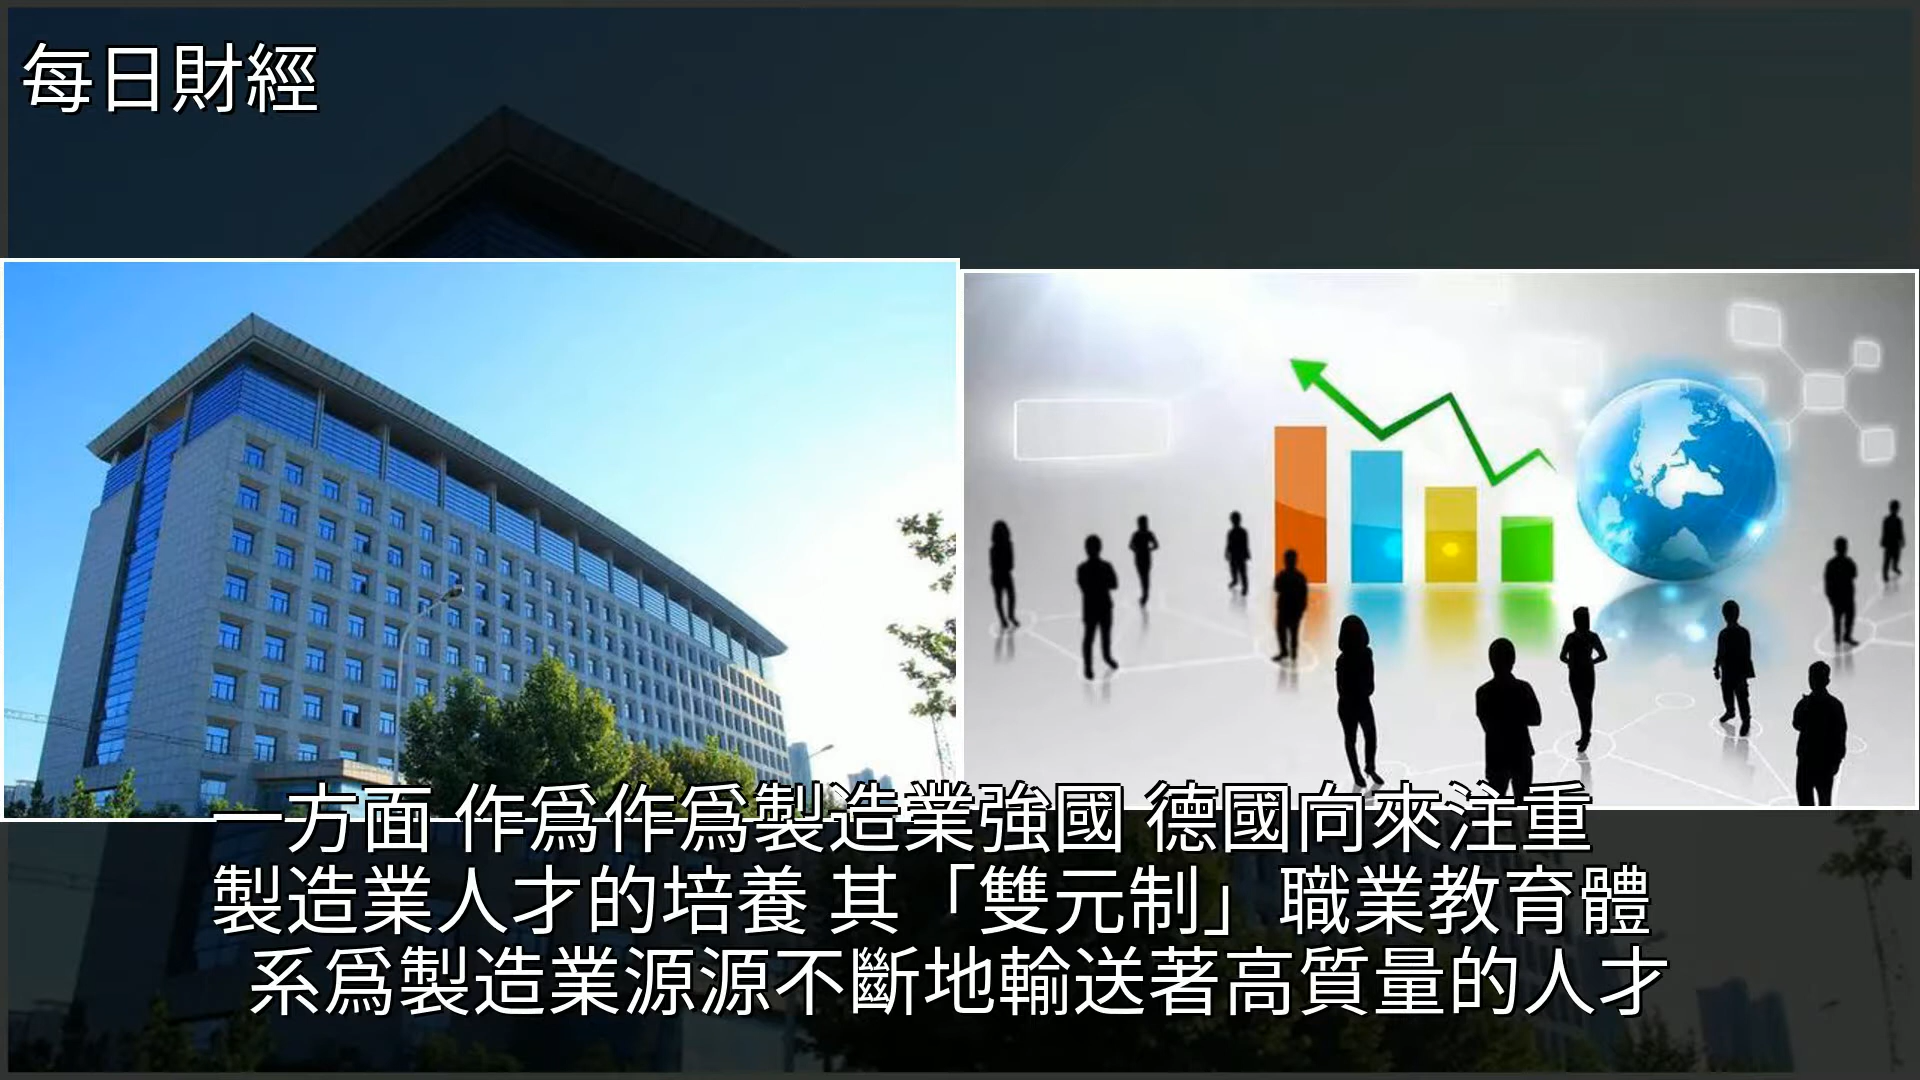 每日財經
一方面 作爲作爲製造業強國 德國向來注重
製造業人才的培養 其「雙元制」職業教育體
系爲製造業源源不斷地輸送著高質量的人才